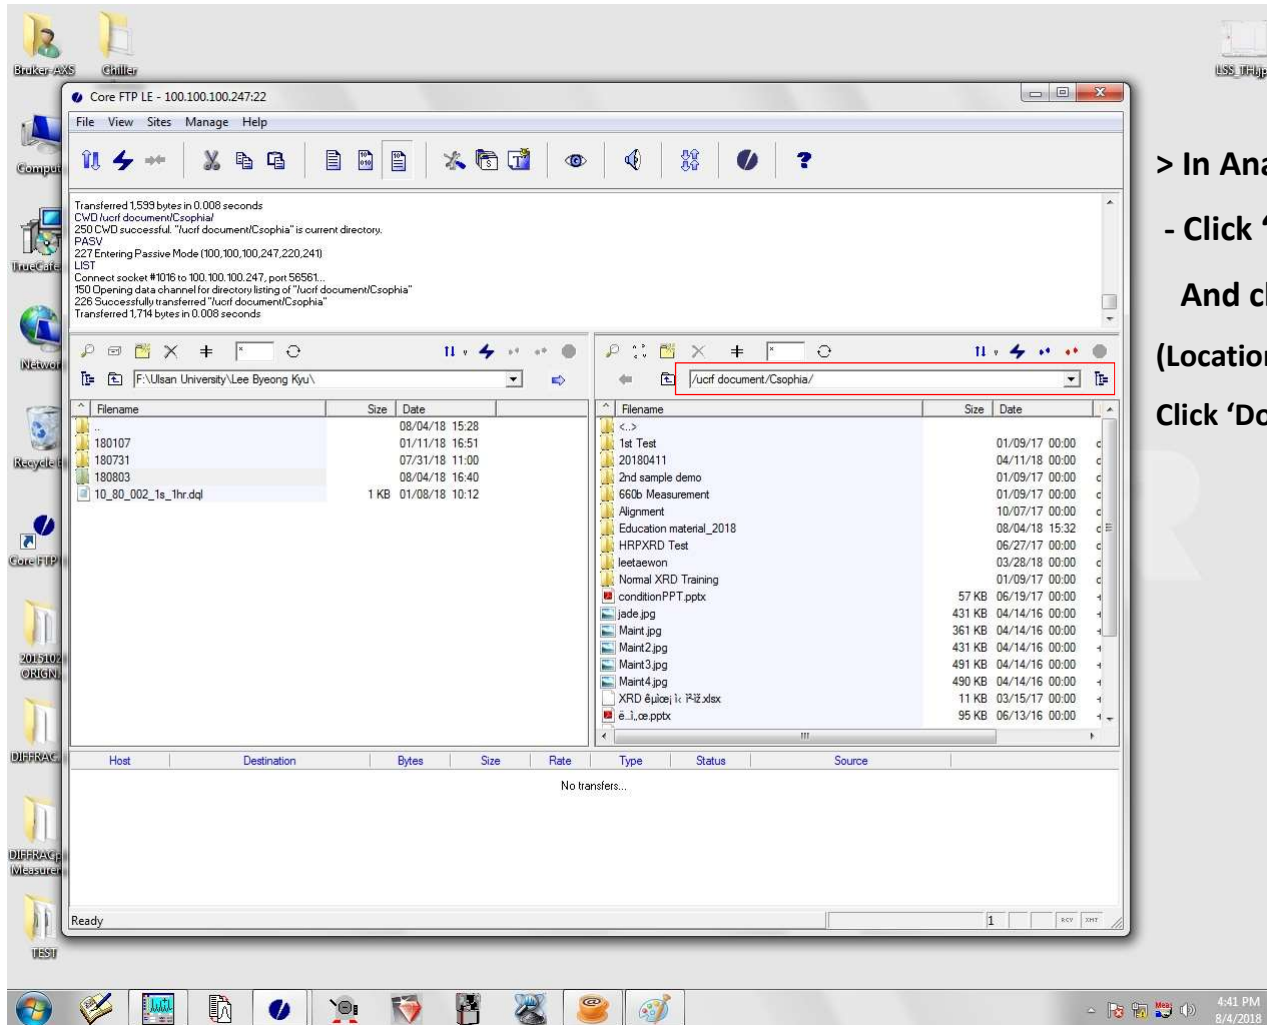 Bruker-AXS
Chiller
Core FTP LE - 100.100.100.247:22
File View Sites Manage Help
Transferred 1,599 bytes in 0.008 seconds
CWD /ucrf document/Csophia/
250 CWD successful. "/ucrf document/Csophia" is current directory.
PASV
227 Entering Passive Mode (100,100,100,247,220,241)
LIST
Connect socket #1016 to 100.100.100.247, port 56561...
150 Opening data channel for directory listing of "/ucrf document/Csophia"
226 Successfully transferred "/ucrf document/Csophia"
Transferred 1,714 bytes in 0.008 seconds
F:\Ulsan University\Lee Byeong Kyu\
Filename Size Date
.. 08/04/18 15:28
180107 01/11/18 16:51
180731 07/31/18 11:00
180803 08/04/18 16:40
10_80_002_1s_1hr.dql 1 KB 01/08/18 10:12
/ucrf document/Csophia/
Filename Size Date
<..>
1st Test 01/09/17 00:00
20180411 04/11/18 00:00
2nd sample demo 01/09/17 00:00
660b Measurement 01/09/17 00:00
Alignment 10/07/17 00:00
Education material_2018 08/04/18 15:32
HRPXRD Test 06/27/17 00:00
leetaewon 03/28/18 00:00
Normal XRD Training 01/09/17 00:00
conditionPPT.pptx 57 KB 06/19/17 00:00
jade.jpg 431 KB 04/14/16 00:00
Maint.jpg 361 KB 04/14/16 00:00
Maint2.jpg 431 KB 04/14/16 00:00
Maint3.jpg 491 KB 04/14/16 00:00
Maint4.jpg 490 KB 04/14/16 00:00
XRD .xlsx 11 KB 03/15/17 00:00
.pptx 95 KB 06/13/16 00:00
Host Destination Bytes Size Rate Type Status Source
No transfers...
Ready
1
Core FTP
ORIGN
DIFFRAC.
TEST
> In Ana
- Click ‘
And cl
(Location
Click ‘Do
4:41 PM
8/4/2018